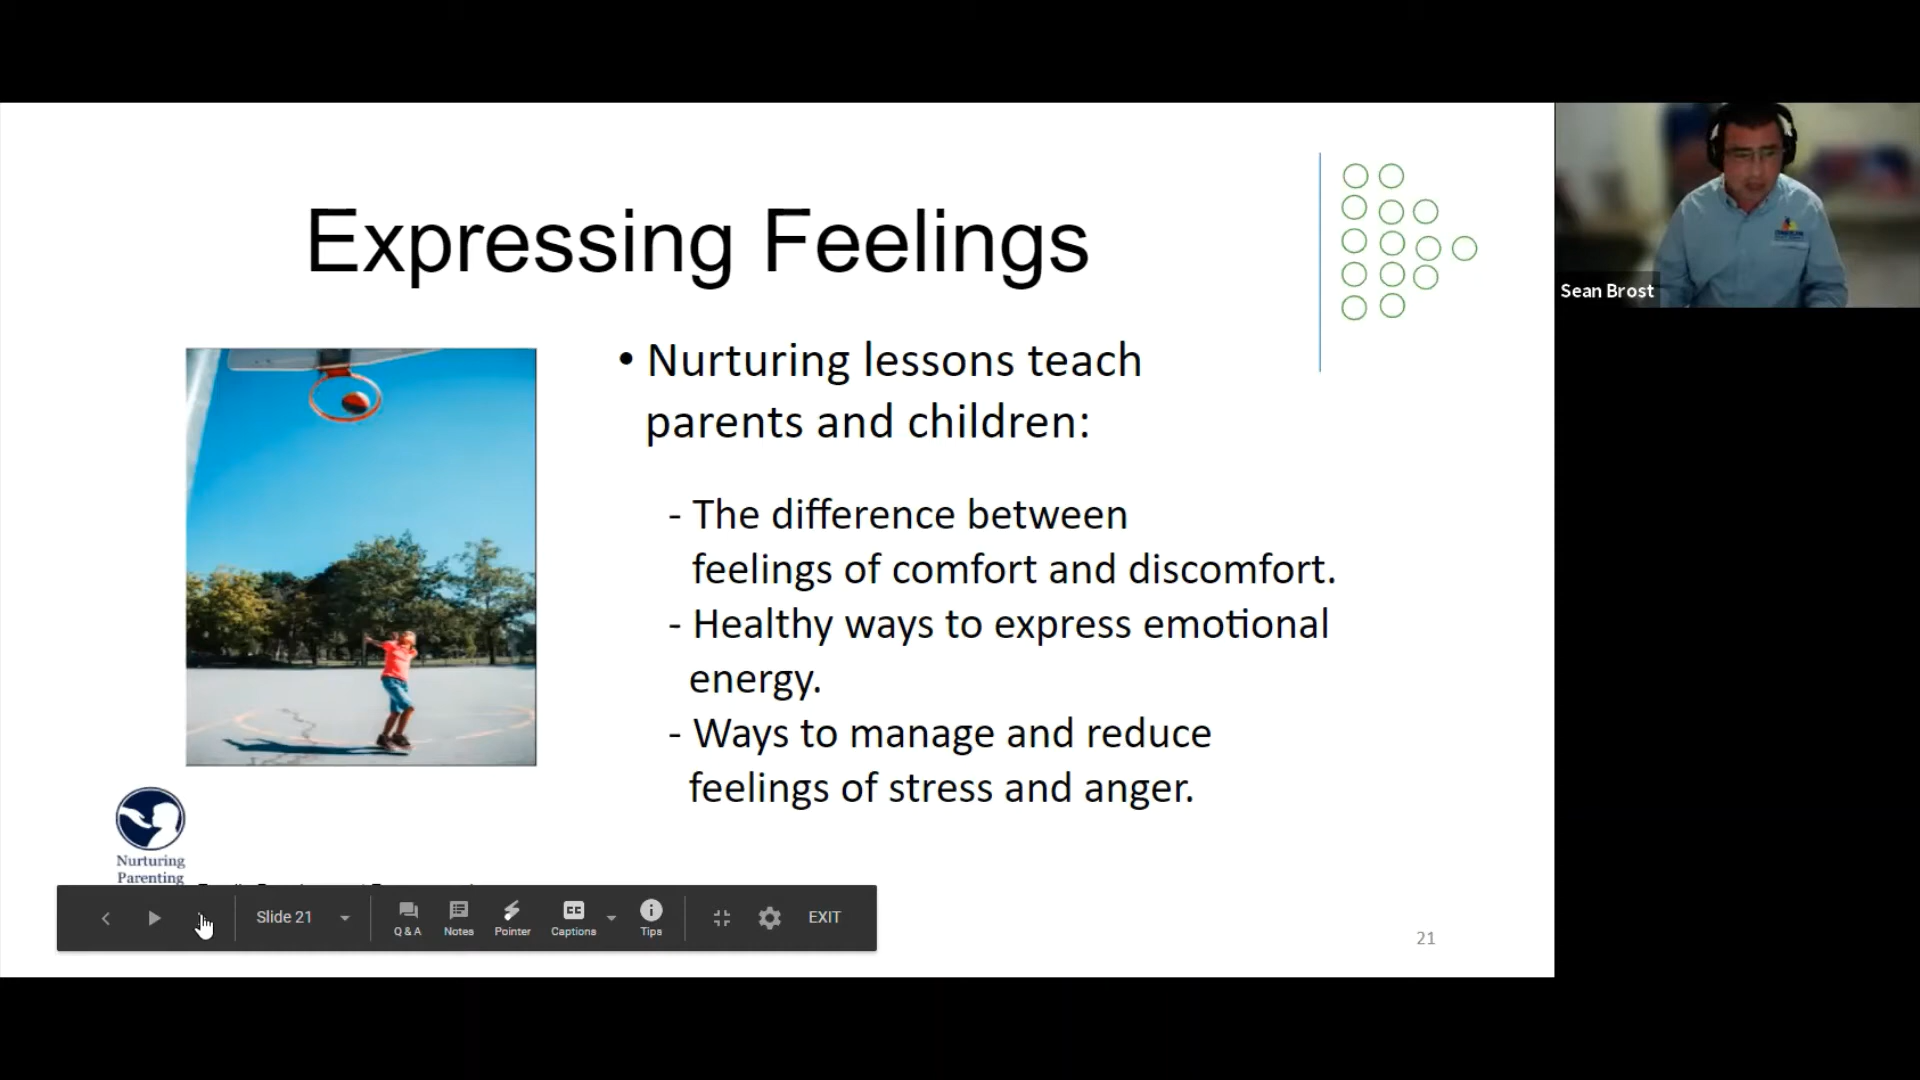 Expressing Feelings
• Nurturing lessons teach
parents and children:
- The difference between
feelings of comfort and discomfort.
- Healthy ways to express emotional
energy.
- Ways to manage and reduce
feelings of stress and anger.
Nurturing
Parenting
Slide 21
Q & A
Notes
Pointer
CC
Captions
Tips
EXIT
21
Sean Brost